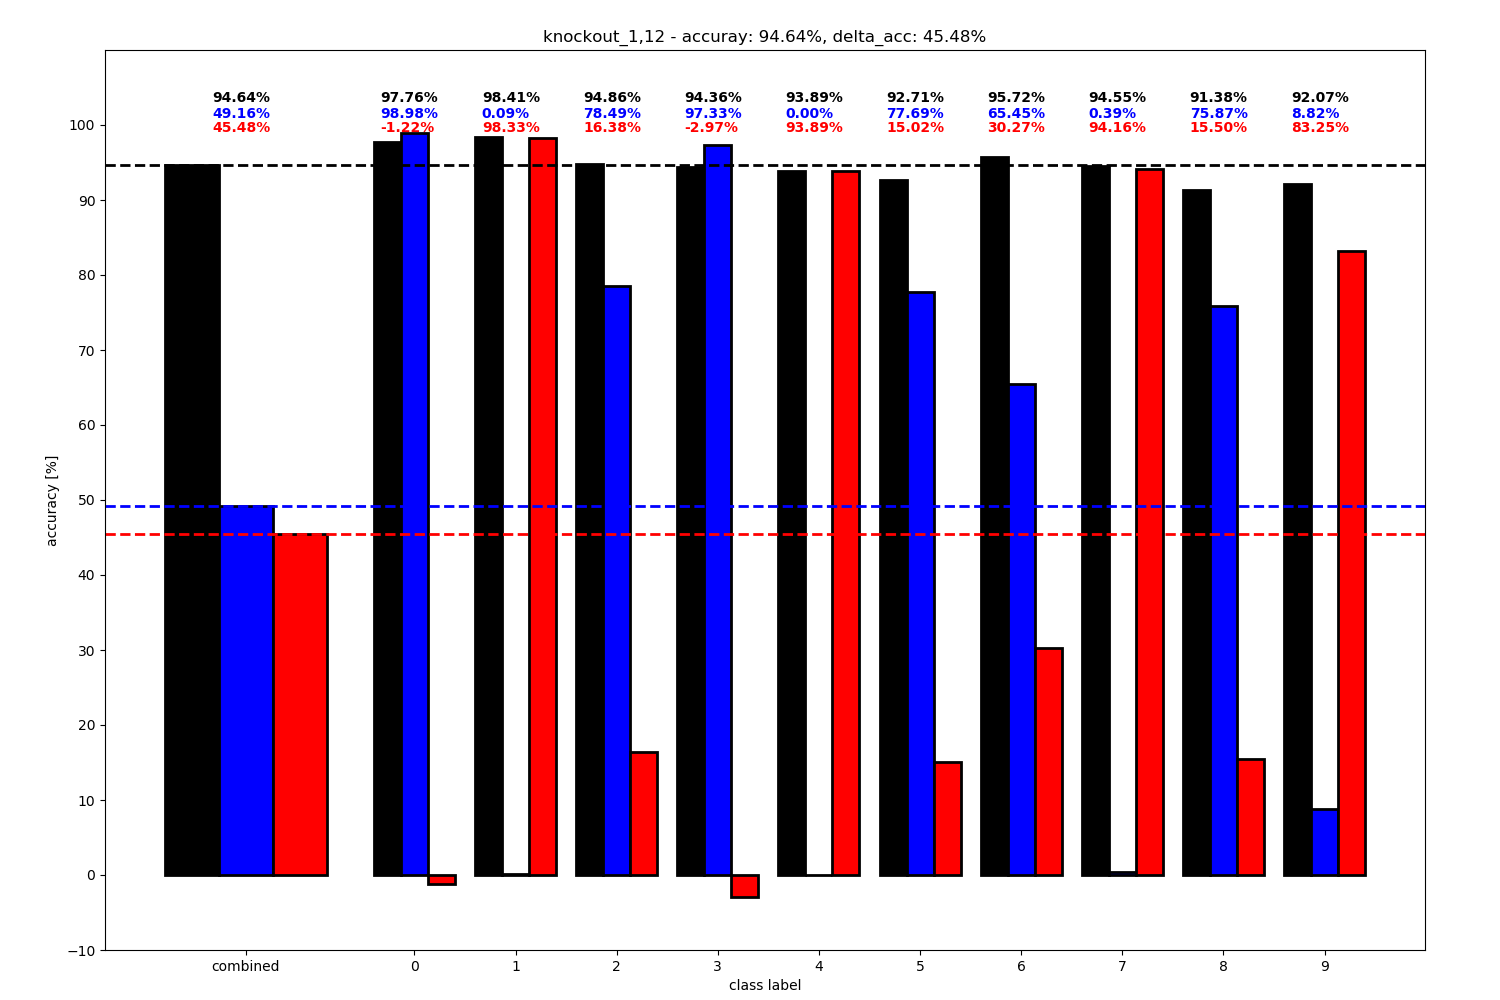 knockout_1,12 - accuray: 94.64%, delta_acc: 45.48%
94.64% 97.76% 98.41% 94.86% 94.36% 93.89% 92.71% 95.72% 94.55% 91.38% 92.07%
49.16% 98.98% 0.09% 78.49% 97.33% 0.00% 77.69% 65.45% 0.39% 75.87% 8.82%
45.48% -1.22% 98.33% 16.38% -2.97% 93.89% 15.02% 30.27% 94.16% 15.50% 83.25%
100
90
80
70
60
50
40
30
20
10
0
−10
accuracy [%]
combined 0 1 2 3 4 5 6 7 8 9
class label